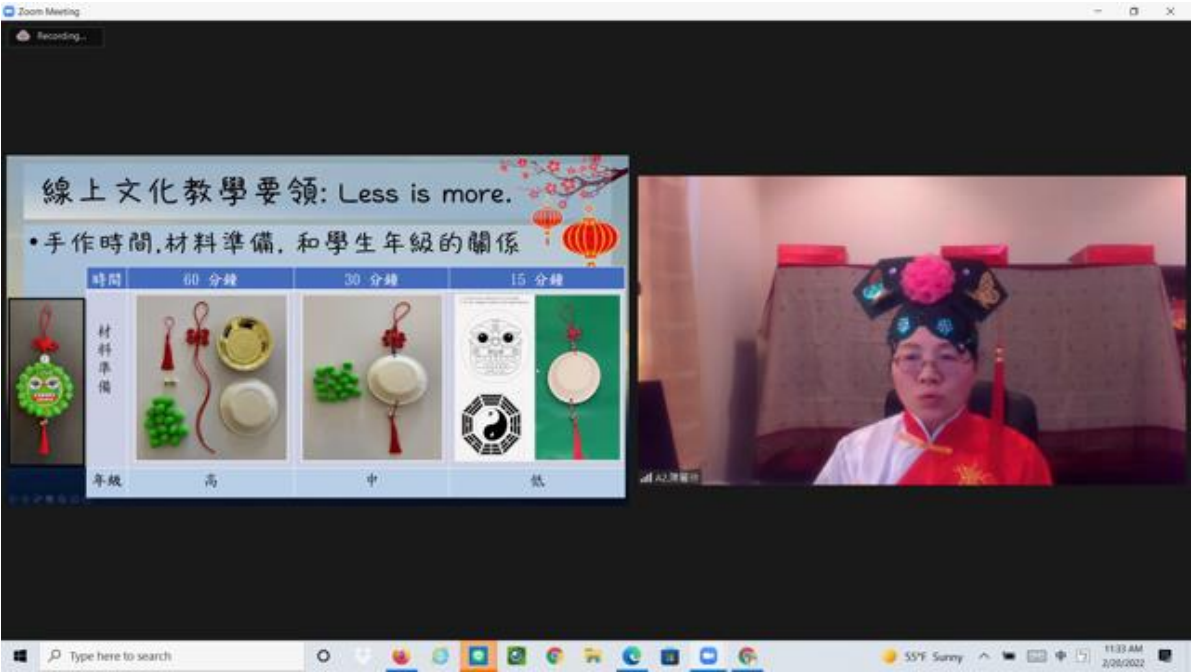 Zoom Meeting
Recording...
線上文化教學要領: Less is more.
•手作時間,材料準備, 和學生年級的關係
時間 60 分鐘 30 分鐘 15 分鐘
材料準備
年級 高 中 低
Type here to search
55°F Sunny
中
11:33 AM
2/20/2022